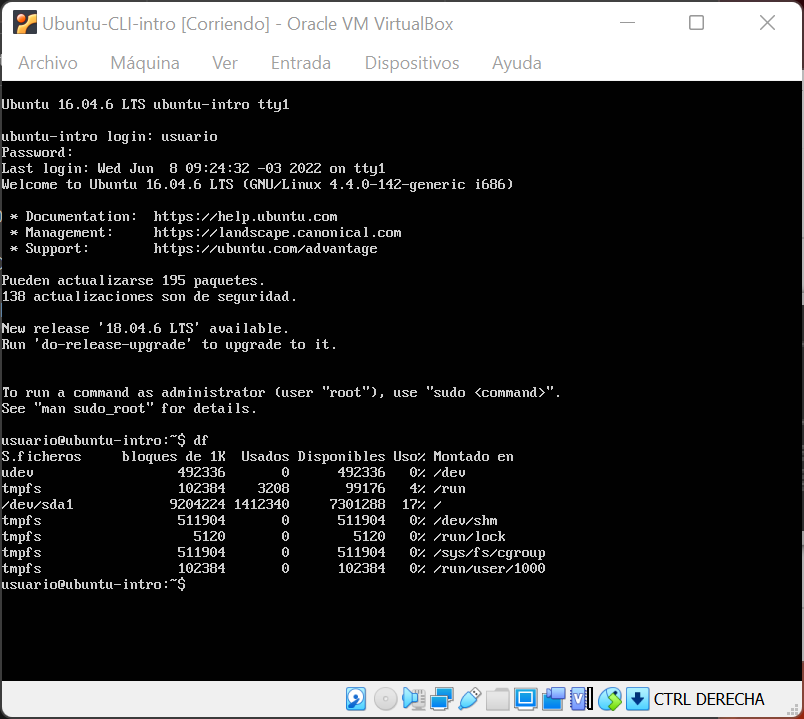 Ubuntu-CLI-intro [Corriendo] - Oracle VM VirtualBox
Archivo Máquina Ver Entrada Dispositivos Ayuda
Ubuntu 16.04.6 LTS ubuntu-intro tty1
ubuntu-intro login: usuario
Password:
Last login: Wed Jun  8 09:24:32 -03 2022 on tty1
Welcome to Ubuntu 16.04.6 LTS (GNU/Linux 4.4.0-142-generic i686)
 * Documentation:  https://help.ubuntu.com
 * Management:     https://landscape.canonical.com
 * Support:        https://ubuntu.com/advantage
Pueden actualizarse 195 paquetes.
138 actualizaciones son de seguridad.
New release '18.04.6 LTS' available.
Run 'do-release-upgrade' to upgrade to it.
To run a command as administrator (user "root"), use "sudo <command>".
See "man sudo_root" for details.
usuario@ubuntu-intro:~$ df
S.ficheros     bloques de 1K  Usados Disponibles Uso% Montado en
udev                  492336       0      492336   0% /dev
tmpfs                 102384    3208       99176   4% /run
/dev/sda1            9204224 1412340     7301288  17% /
tmpfs                 511904       0      511904   0% /dev/shm
tmpfs                   5120       0        5120   0% /run/lock
tmpfs                 511904       0      511904   0% /sys/fs/cgroup
tmpfs                 102384       0      102384   0% /run/user/1000
usuario@ubuntu-intro:~$
CTRL DERECHA